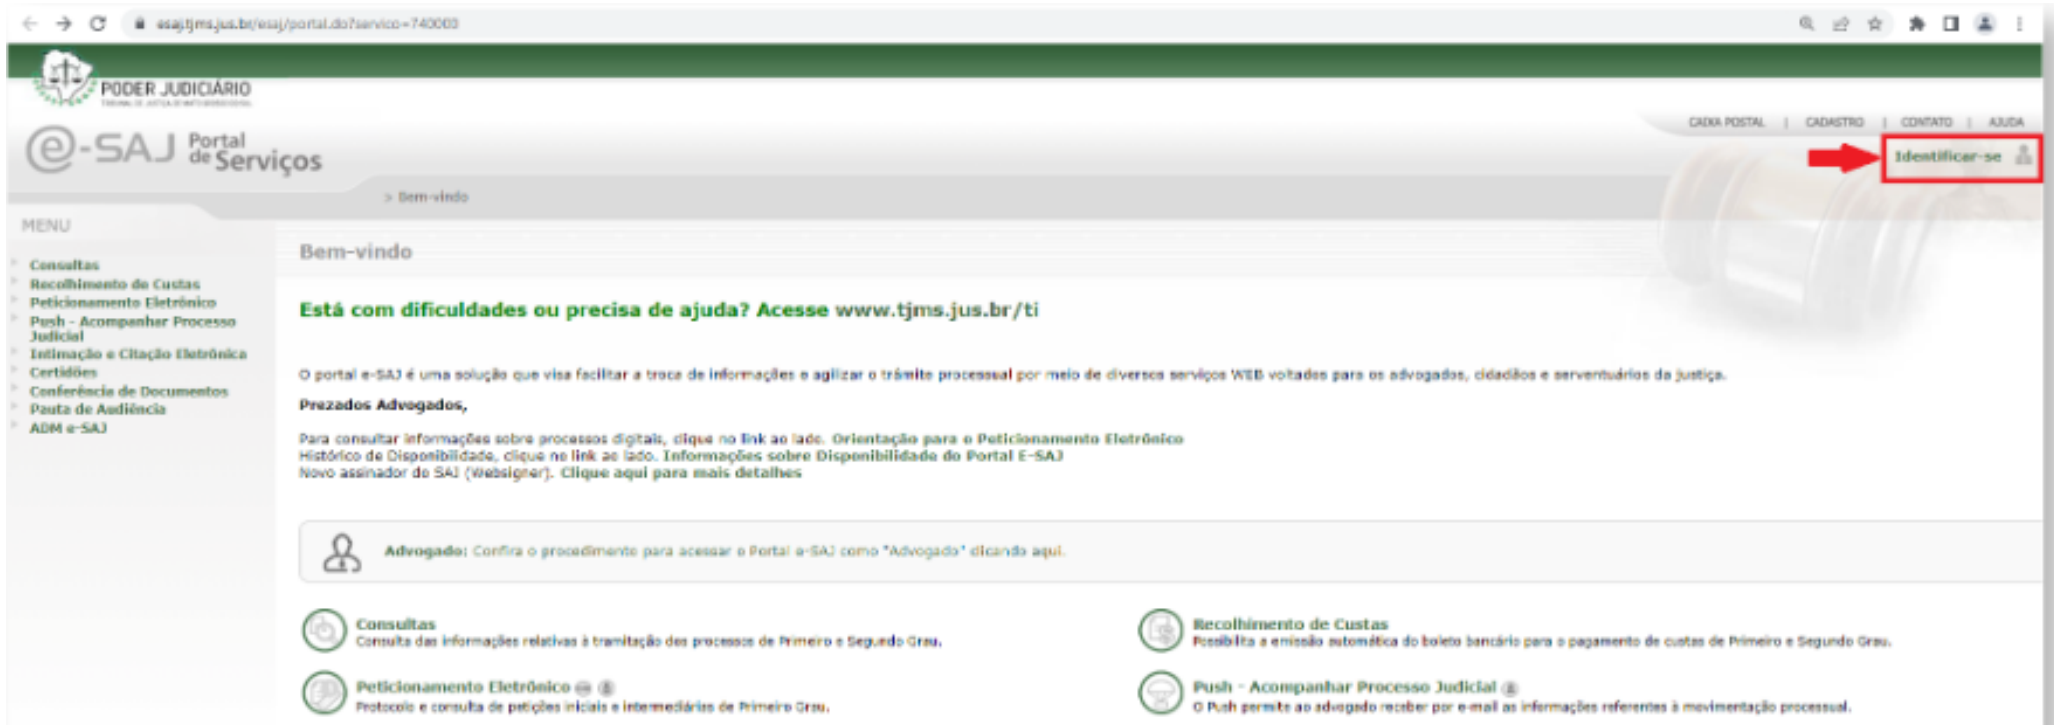 esaj.tjms.jus.br/esaj/portal.do?servico=740003
PODER JUDICIÁRIO
e-SAJ Portal de Serviços
CAIXA POSTAL | CADASTRO | CONTATO | AJUDA
Identificar-se
> Bem-vindo
MENU
Consultas
Recolhimento de Custas
Peticionamento Eletrônico
Push - Acompanhar Processo
Judicial
Intimação e Citação Eletrônica
Certidões
Conferência de Documentos
Pauta de Audiência
ADM e-SAJ
Bem-vindo
Está com dificuldades ou precisa de ajuda? Acesse www.tjms.jus.br/ti
O portal e-SAJ é uma solução que visa facilitar a troca de informações e agilizar o trâmite processual por meio de diversos serviços WEB voltados para os advogados, cidadãos e serventuários da justiça.
Prezados Advogados,
Para consultar informações sobre processos digitais, clique no link ao lado. Orientação para o Peticionamento Eletrônico
Histórico de Disponibilidade, clique no link ao lado. Informações sobre Disponibilidade do Portal E-SAJ
Novo assinador do SAJ (Websigner). Clique aqui para mais detalhes
Advogado: Confira o procedimento para acessar o Portal e-SAJ como "Advogado" clicando aqui.
Consultas
Consulta das informações relativas à tramitação dos processos de Primeiro e Segundo Grau.
Recolhimento de Custas
Possibilita a emissão automática do boleto bancário para o pagamento de custas de Primeiro e Segundo Grau.
Peticionamento Eletrônico
Protocolo e consulta de petições iniciais e intermediárias de Primeiro Grau.
Push - Acompanhar Processo Judicial
O Push permite ao advogado receber por e-mail as informações referentes à movimentação processual.